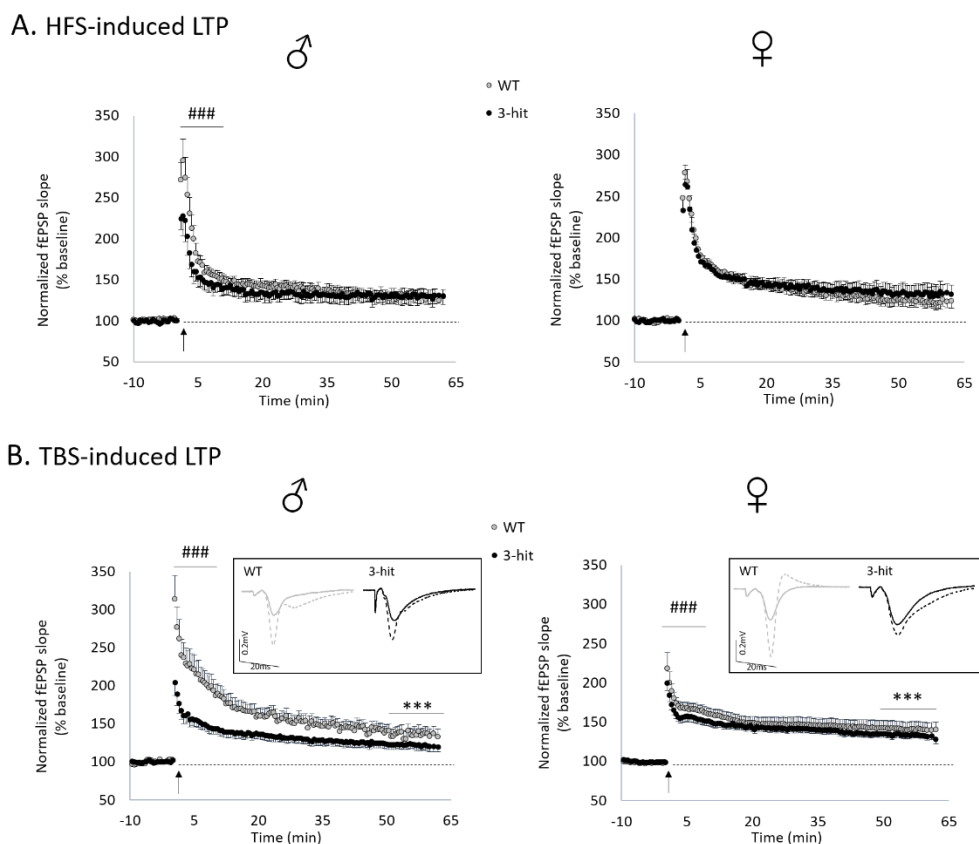 A. HFS-induced LTP
♂
♀
WT
3-hit
###
Normalized fEPSP slope
(% baseline)
350
300
250
200
150
100
50
-10
5
20
35
50
65
Time (min)
Normalized fEPSP slope
(% baseline)
350
300
250
200
150
100
50
-10
5
20
35
50
65
Time (min)
B. TBS-induced LTP
♂
♀
WT
3-hit
###
WT
3-hit
0.2mV
20ms
***
Normalized fEPSP slope
(% baseline)
350
300
250
200
150
100
50
-10
5
20
35
50
65
Time (min)
###
WT
3-hit
0.2mV
20ms
***
Normalized fEPSP slope
(% baseline)
350
300
250
200
150
100
50
-10
5
20
35
50
65
Time (min)